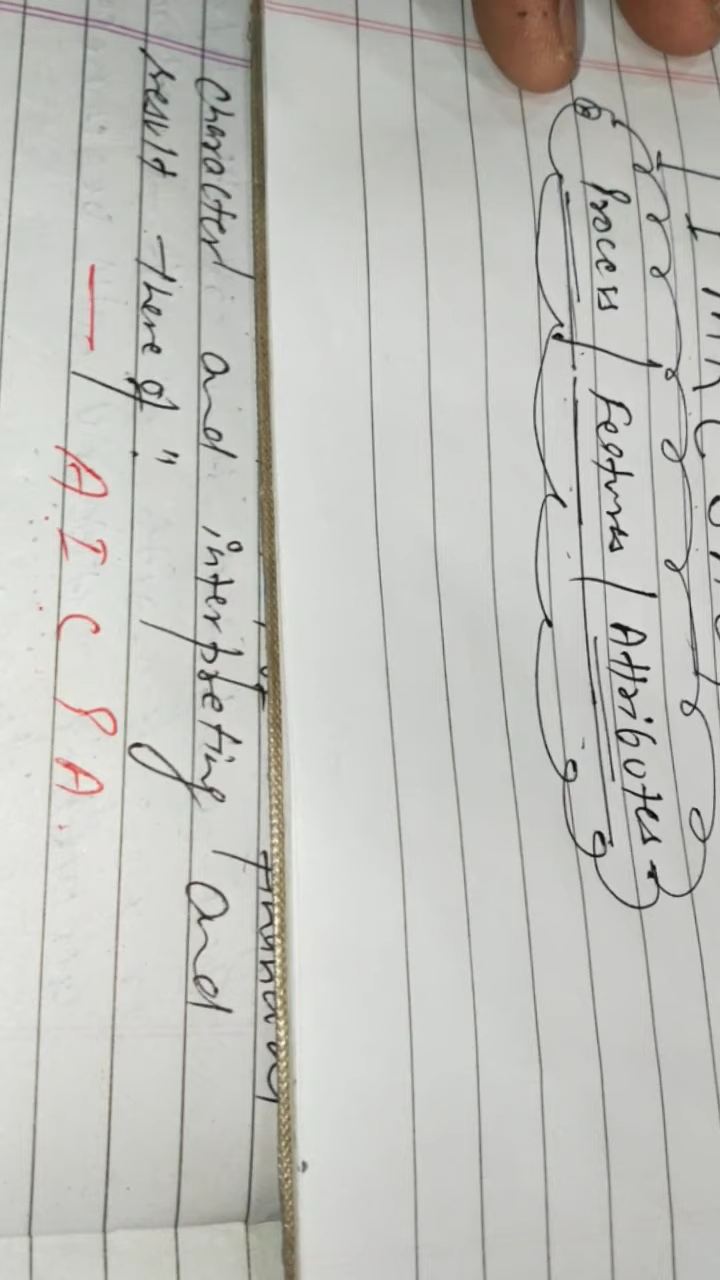 Process / Features / Attributes
character and interpreting and
result there of"
— AICPA.